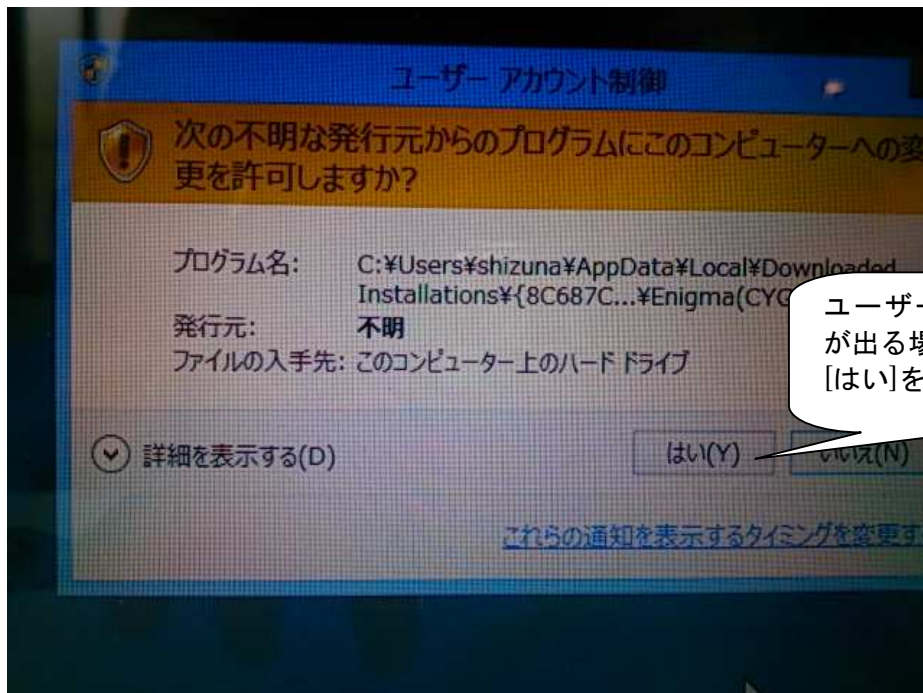 ユーザー アカウント制御
次の不明な発行元からのプログラムにこのコンピューターへの変
更を許可しますか?
プログラム名: C:¥Users¥shizuna¥AppData¥Local¥Downloaded
Installations¥{8C687C...¥Enigma(CYG
発行元: 不明
ファイルの入手先: このコンピューター上のハード ドライブ
ユーザー
が出る場
[はい]を
詳細を表示する(D)
はい(Y) いいえ(N)
これらの通知を表示するタイミングを変更す